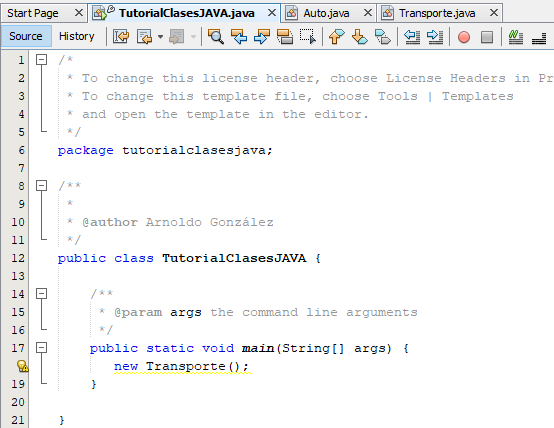 Start Page TutorialClasesJAVA.java Auto.java Transporte.java
Source History
1 /*
2 * To change this license header, choose License Headers in Pr
3 * To change this template file, choose Tools | Templates
4 * and open the template in the editor.
5 */
6 package tutorialclasesjava;
7
8 /**
9 *
10 * @author Arnoldo González
11 */
12 public class TutorialClasesJAVA {
13
14 /**
15 * @param args the command line arguments
16 */
17 public static void main(String[] args) {
new Transporte();
19 }
20
21 }